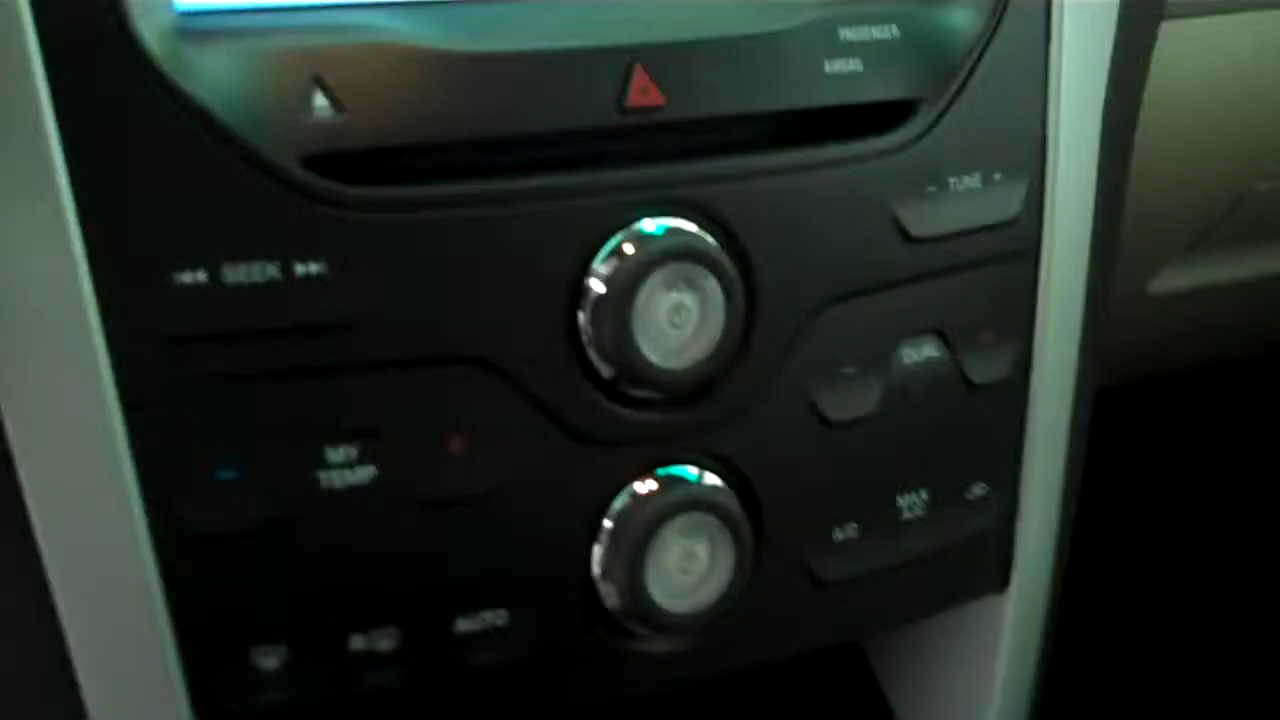 PASSENGER
AIRBAG
- TUNE +
SEEK
DUAL
MY
TEMP
MAX
A/C
A/C
AUTO